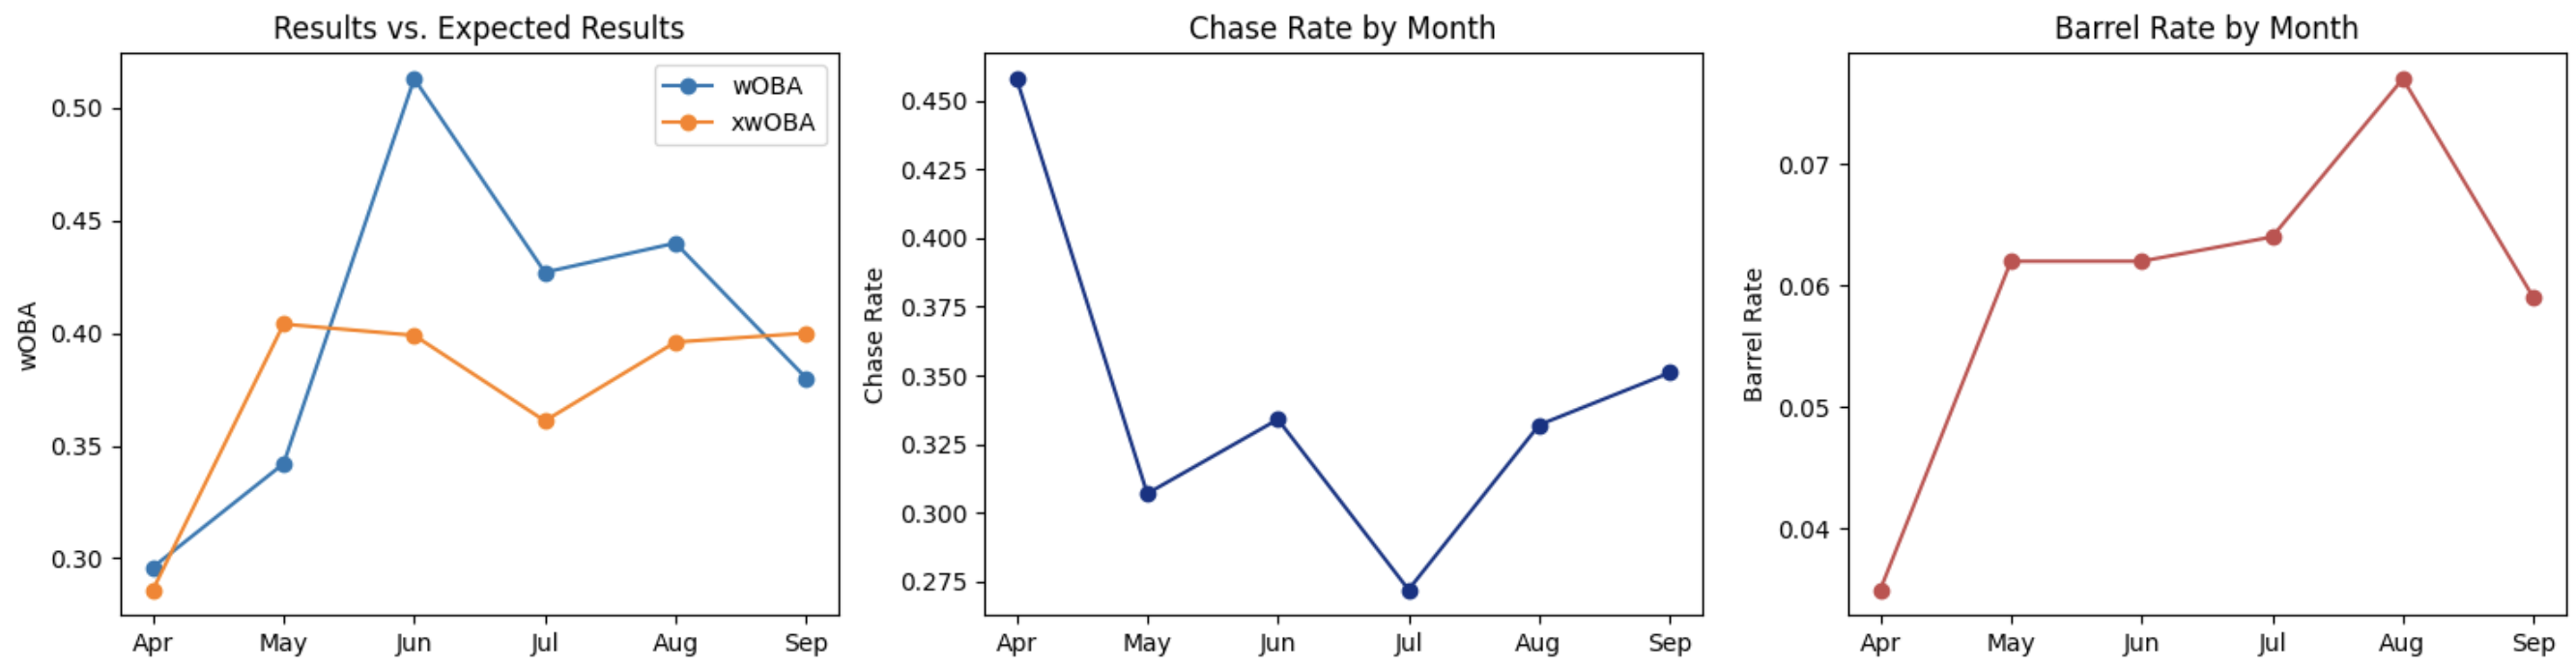 Results vs. Expected Results
wOBA
xwOBA
0.50
0.45
0.40
0.35
0.30
wOBA
Apr May Jun Jul Aug Sep
Chase Rate by Month
0.450
0.425
0.400
0.375
0.350
0.325
0.300
0.275
Chase Rate
Apr May Jun Jul Aug Sep
Barrel Rate by Month
0.07
0.06
0.05
0.04
Barrel Rate
Apr May Jun Jul Aug Sep